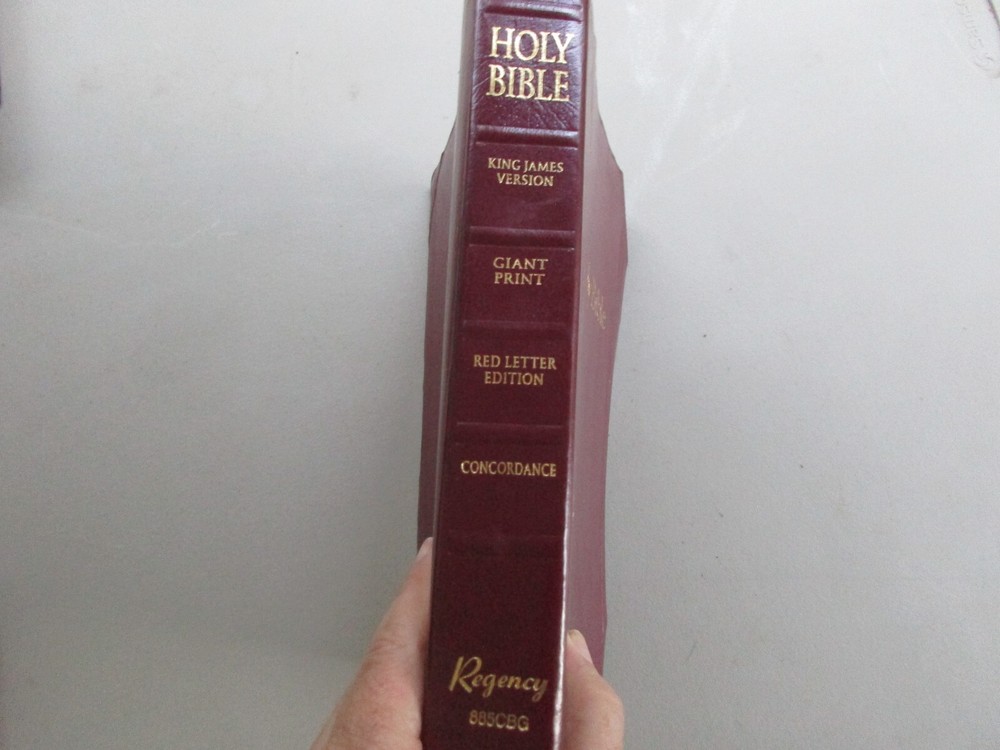 HOLY
BIBLE
KING JAMES
VERSION
GIANT
PRINT
RED LETTER
EDITION
CONCORDANCE
Regency
885CBG